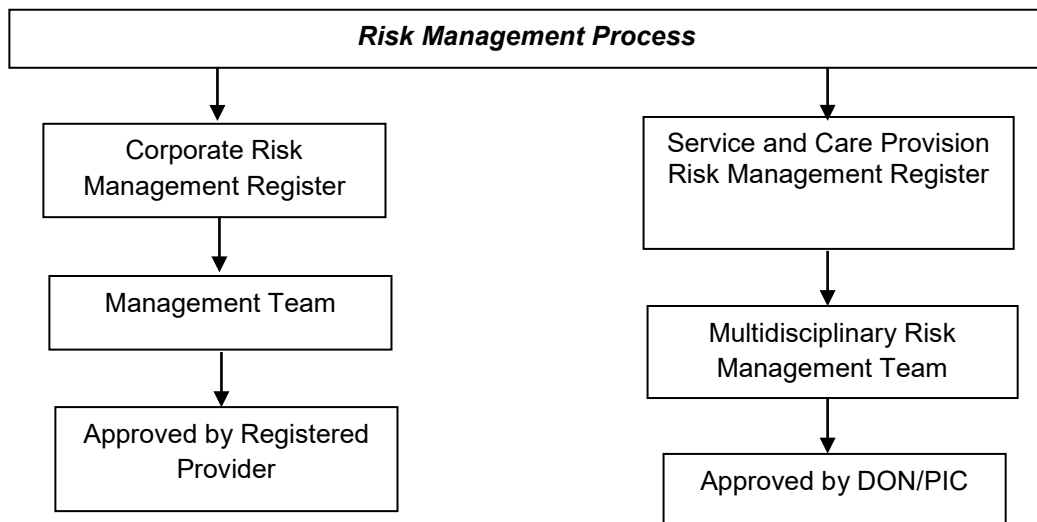 Risk Management Process
Corporate Risk
Management Register
Management Team
Approved by Registered
Provider
Service and Care Provision
Risk Management Register
Multidisciplinary Risk
Management Team
Approved by DON/PIC